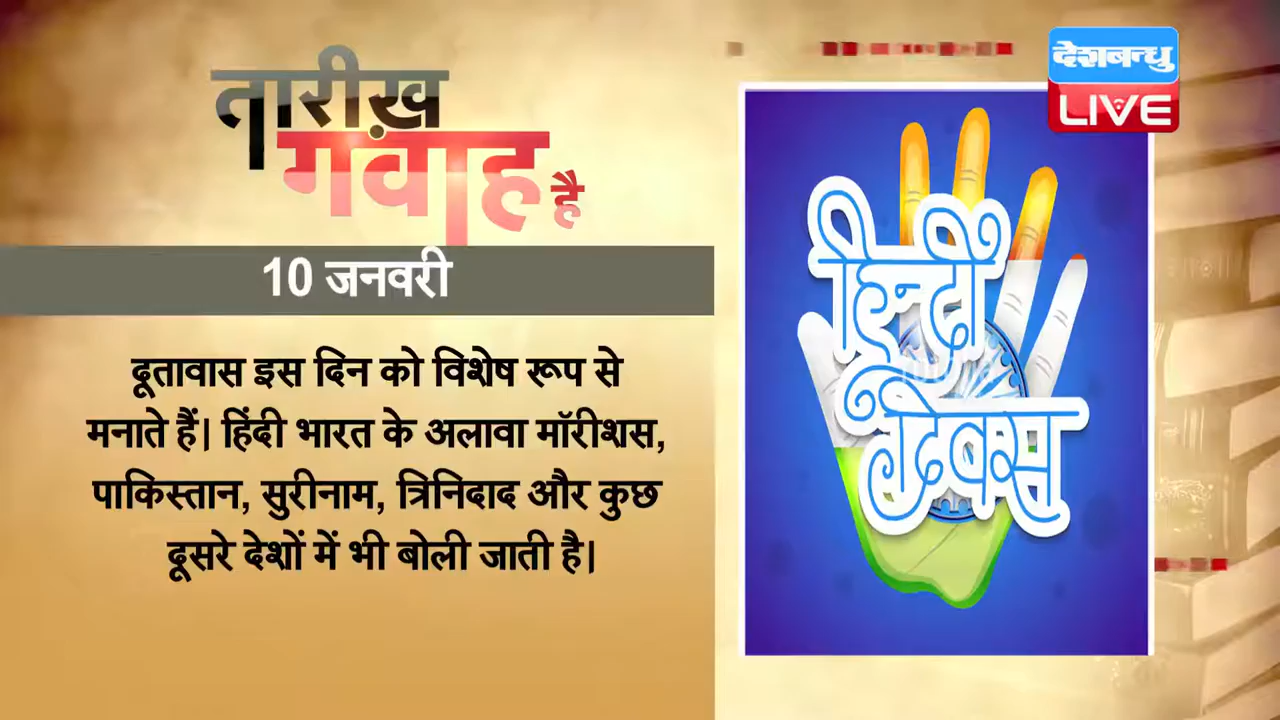 तारीख़
गवाह है
देशबन्धु
LIVE
10 जनवरी
दूतावास इस दिन को विशेष रूप से
मनाते हैं। हिंदी भारत के अलावा मॉरीशस,
पाकिस्तान, सुरीनाम, त्रिनिदाद और कुछ
दूसरे देशों में भी बोली जाती है।
हिन्दी
दिवस